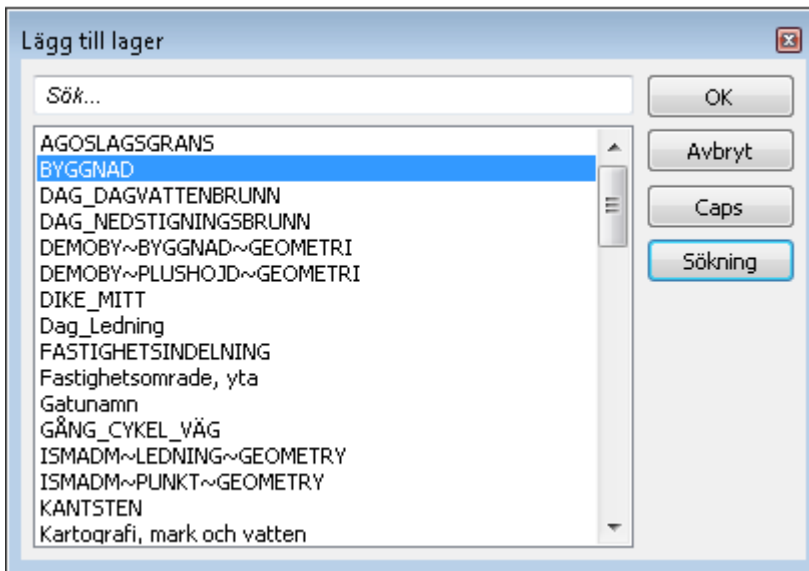 Lägg till lager
Sök...
OK
Avbryt
Caps
Sökning
AGOSLAGSGRANS
BYGGNAD
DAG_DAGVATTENBRUNN
DAG_NEDSTIGNINGSBRUNN
DEMOBY~BYGGNAD~GEOMETRI
DEMOBY~PLUSHOJD~GEOMETRI
DIKE_MITT
Dag_Ledning
FASTIGHETSINDELNING
Fastighetsomrade, yta
Gatunamn
GÅNG_CYKEL_VÄG
ISMADM~LEDNING~GEOMETRY
ISMADM~PUNKT~GEOMETRY
KANTSTEN
Kartografi, mark och vatten